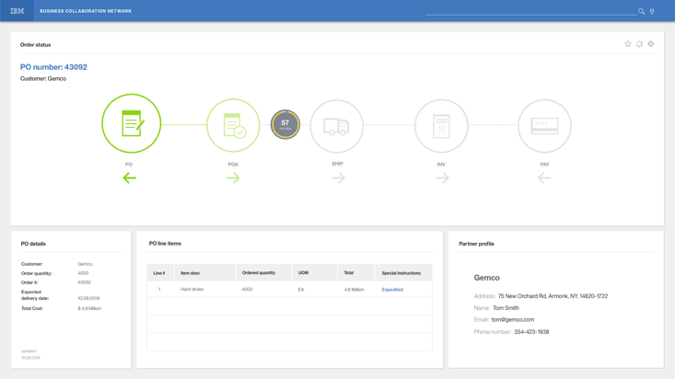 IBM BUSINESS COLLABORATION NETWORK
Order status
PO number: 43092
Customer: Gemco
57
PO POA SHIP INV PAY
PO details
Customer: Gemco
Order quantity: 4000
Order #: 43092
Expected
delivery date: 10/28/2016
Total Cost: $ 4.8 Million
PO line items
Line # Item desc Ordered quantity UOM Total Special instructions
1 Hard drives 4000 EA 4.8 Million Expedited
Partner profile
Gemco
Address: 75 New Orchard Rd, Armonk, NY, 14820-1722
Name: Tom Smith
Email: tom@gemco.com
Phone number: 354-423-1938